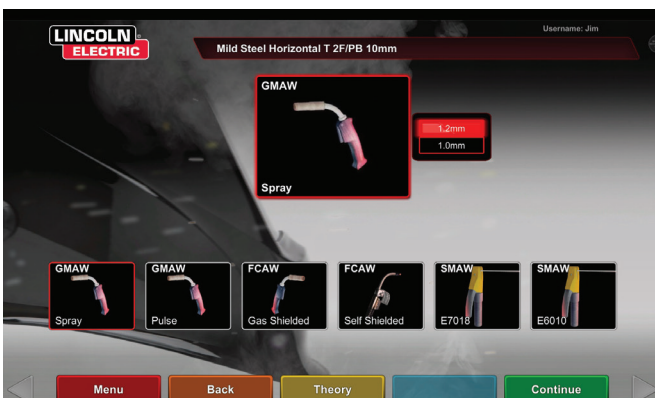 LINCOLN
ELECTRIC
Username: Jim
Mild Steel Horizontal T 2F/PB 10mm
GMAW
Spray
1.2mm
1.0mm
GMAW
Spray
GMAW
Pulse
FCAW
Gas Shielded
FCAW
Self Shielded
SMAW
E7018
SMAW
E6010
Menu
Back
Theory
Continue